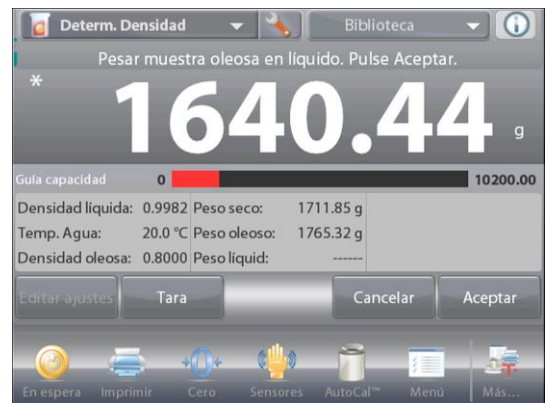 Determ. Densidad Biblioteca
Pesar muestra oleosa en líquido. Pulse Aceptar.
* 1640.44 g
Guía capacidad 0 10200.00
Densidad líquida: 0.9982 Peso seco: 1711.85 g
Temp. Agua: 20.0 °C Peso oleoso: 1765.32 g
Densidad oleosa: 0.8000 Peso líquid: ------
Editar ajustes Tara Cancelar Aceptar
En espera Imprimir Cero Sensores AutoCal™ Menú Más...